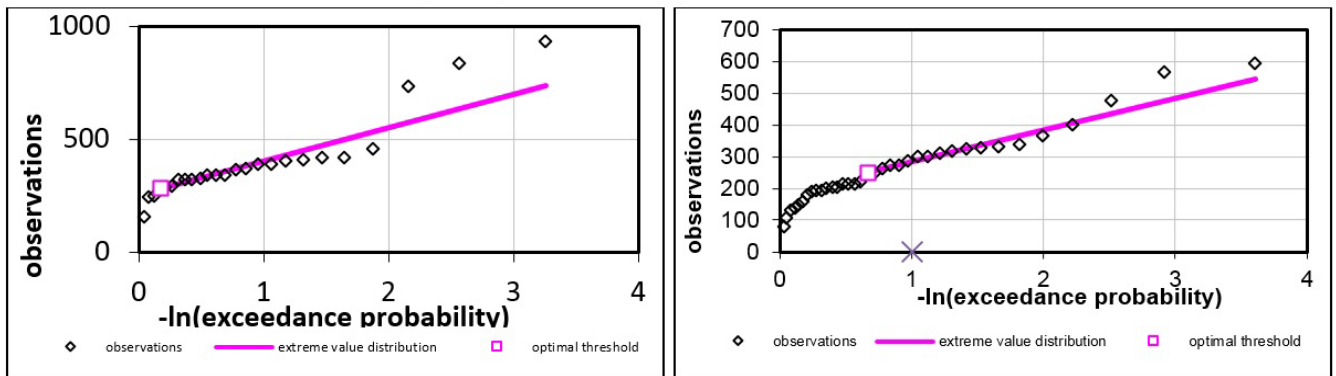 1000
500
0
observations
0 1 2 3 4
-ln(exceedance probability)
observations extreme value distribution optimal threshold
700
600
500
400
300
200
100
0
observations
0 1 2 3 4
-ln(exceedance probability)
observations extreme value distribution optimal threshold